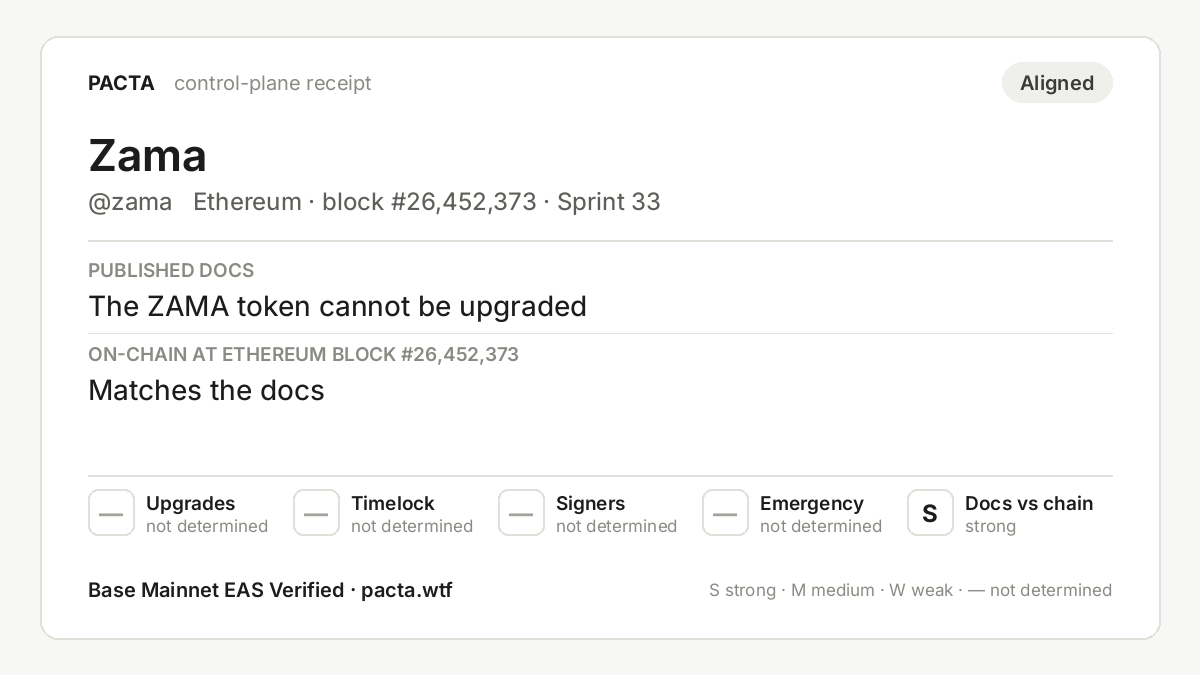 PACTA control-plane receipt Aligned
Zama
@zama Ethereum · block #26,452,373 · Sprint 33
PUBLISHED DOCS
The ZAMA token cannot be upgraded
ON-CHAIN AT ETHEREUM BLOCK #26,452,373
Matches the docs
— Upgrades not determined
— Timelock not determined
— Signers not determined
— Emergency not determined
S Docs vs chain strong
Base Mainnet EAS Verified · pacta.wtf
S strong · M medium · W weak · — not determined